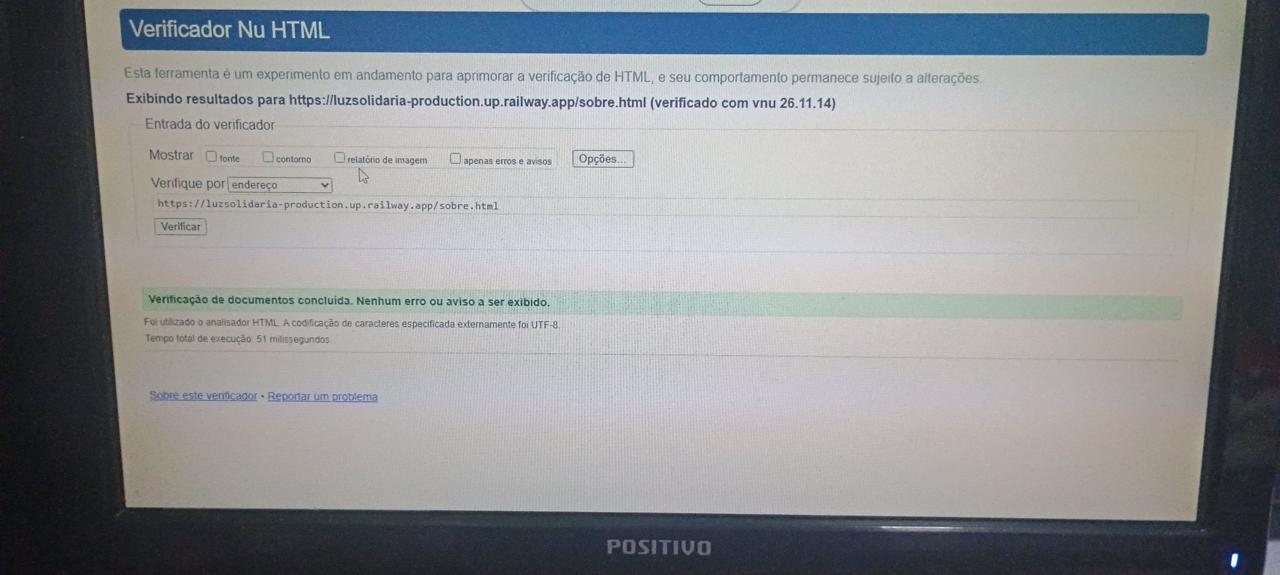 Verificador Nu HTML
Esta ferramenta é um experimento em andamento para aprimorar a verificação de HTML, e seu comportamento permanece sujeito a alterações.
Exibindo resultados para https://luzsolidaria-production.up.railway.app/sobre.html (verificado com vnu 26.11.14)
Entrada do verificador
Mostrar fonte contorno relatório de imagem apenas erros e avisos Opções...
Verifique por endereço
https://luzsolidaria-production.up.railway.app/sobre.html
Verificar
Verificação de documentos concluída. Nenhum erro ou aviso a ser exibido.
Foi utilizado o analisador HTML. A codificação de caracteres especificada externamente foi UTF-8.
Tempo total de execução: 51 milissegundos.
Sobre este verificador • Reportar um problema
POSITIVO